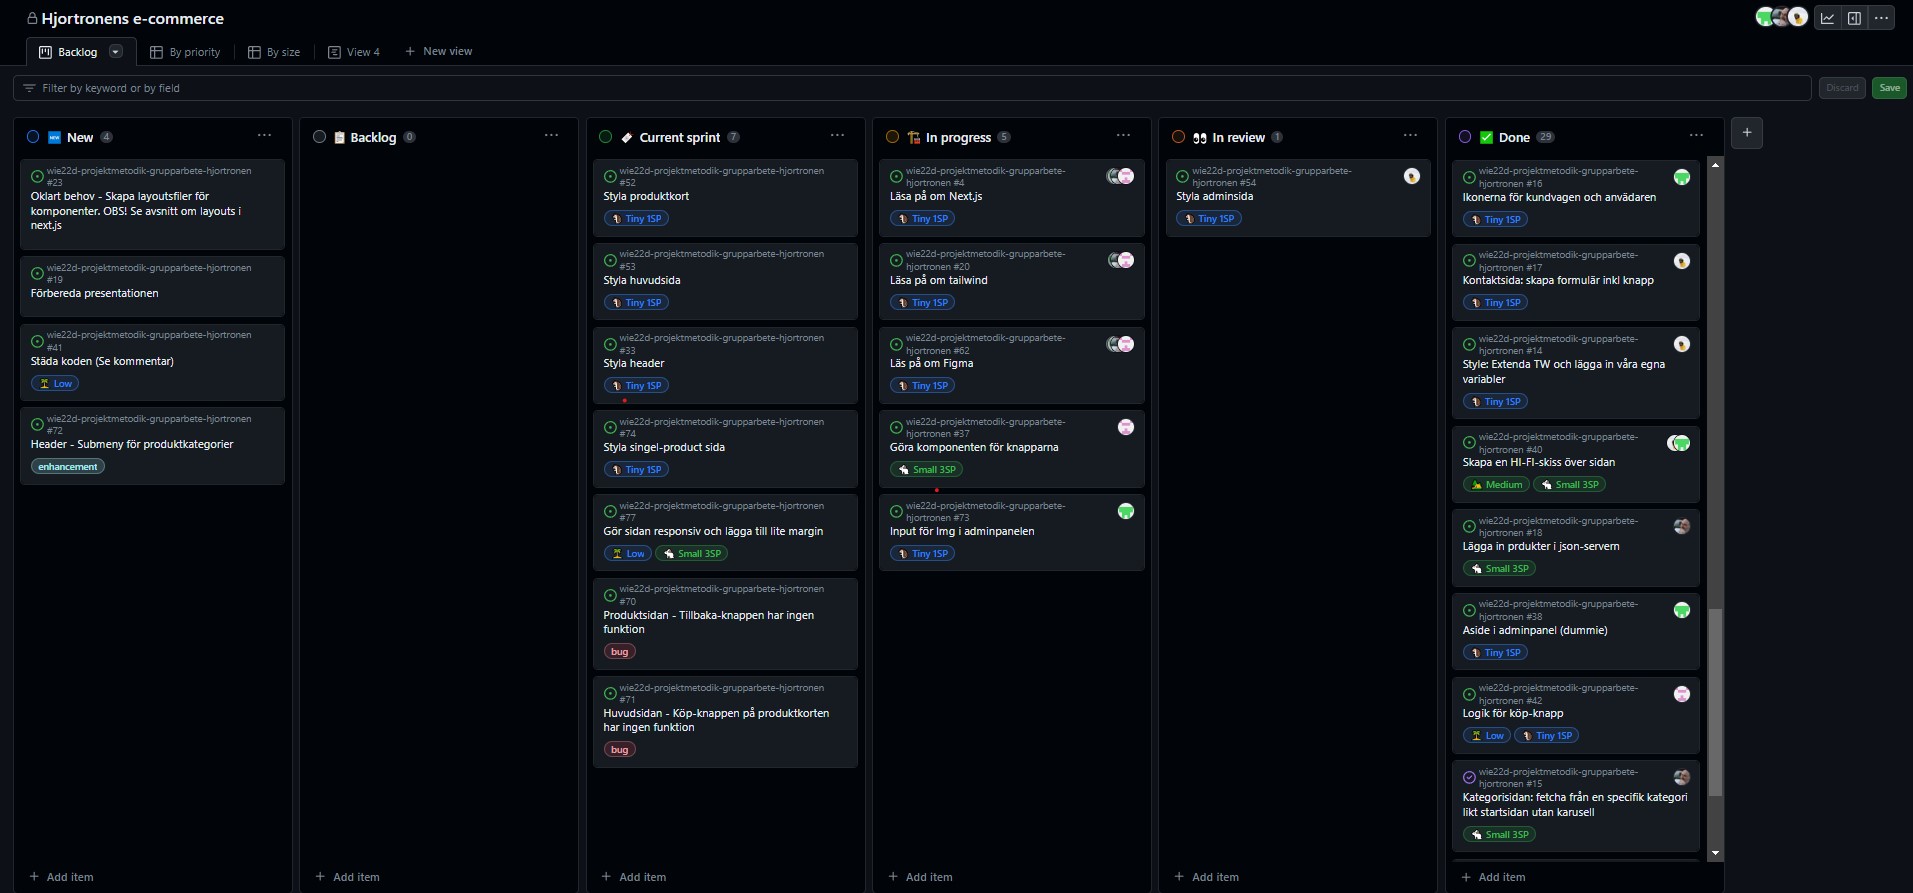 Hjortronens e-commerce
Backlog
By priority
By size
View 4
New view
Filter by keyword or by field
Discard
Save
New 4
wie22d-projektmetodik-grupparbete-hjortronen
#23
Oklart behov - Skapa layoutsfiler för
komponenter. OBS! Se avsnitt om layouts i
next.js
wie22d-projektmetodik-grupparbete-hjortronen
#19
Förbereda presentationen
wie22d-projektmetodik-grupparbete-hjortronen
#41
Städa koden (Se kommentar)
Low
wie22d-projektmetodik-grupparbete-hjortronen
#72
Header - Submeny för produktkategorier
enhancement
Add item
Backlog 0
Add item
Current sprint 7
wie22d-projektmetodik-grupparbete-hjortronen
#52
Styla produktkort
Tiny 1SP
wie22d-projektmetodik-grupparbete-hjortronen
#53
Styla huvudsida
Tiny 1SP
wie22d-projektmetodik-grupparbete-hjortronen
#33
Styla header
Tiny 1SP
wie22d-projektmetodik-grupparbete-hjortronen
#74
Styla singel-product sida
Tiny 1SP
wie22d-projektmetodik-grupparbete-hjortronen
#77
Gör sidan responsiv och lägga till lite margin
Low Small 3SP
wie22d-projektmetodik-grupparbete-hjortronen
#70
Produktsidan - Tillbaka-knappen har ingen
funktion
bug
wie22d-projektmetodik-grupparbete-hjortronen
#71
Huvudsidan - Köp-knappen på produktkorten
har ingen funktion
bug
Add item
In progress 5
wie22d-projektmetodik-grupparbete-
hjortronen #4
Läsa på om Next.js
Tiny 1SP
wie22d-projektmetodik-grupparbete-
hjortronen #20
Läsa på om tailwind
Tiny 1SP
wie22d-projektmetodik-grupparbete-
hjortronen #62
Läs på om Figma
Tiny 1SP
wie22d-projektmetodik-grupparbete-
hjortronen #37
Göra komponenten för knapparna
Small 3SP
wie22d-projektmetodik-grupparbete-
hjortronen #73
Input för Img i adminpanelen
Tiny 1SP
Add item
In review 1
wie22d-projektmetodik-grupparbete-
hjortronen #54
Styla adminsida
Tiny 1SP
Add item
Done 29
wie22d-projektmetodik-grupparbete-
hjortronen #16
Ikonerna för kundvagen och anvädaren
Tiny 1SP
wie22d-projektmetodik-grupparbete-
hjortronen #17
Kontaktsida: skapa formulär inkl knapp
Tiny 1SP
wie22d-projektmetodik-grupparbete-
hjortronen #14
Style: Extenda TW och lägga in våra egna
variabler
Tiny 1SP
wie22d-projektmetodik-grupparbete-
hjortronen #40
Skapa en HI-FI-skiss över sidan
Medium Small 3SP
wie22d-projektmetodik-grupparbete-
hjortronen #18
Lägga in prdukter i json-servern
Small 3SP
wie22d-projektmetodik-grupparbete-
hjortronen #38
Aside i adminpanel (dummie)
Tiny 1SP
wie22d-projektmetodik-grupparbete-
hjortronen #42
Logik för köp-knapp
Low Tiny 1SP
wie22d-projektmetodik-grupparbete-
hjortronen #15
Kategorisidan: fetcha från en specifik kategori
likt startsidan utan karusell
Small 3SP
Add item